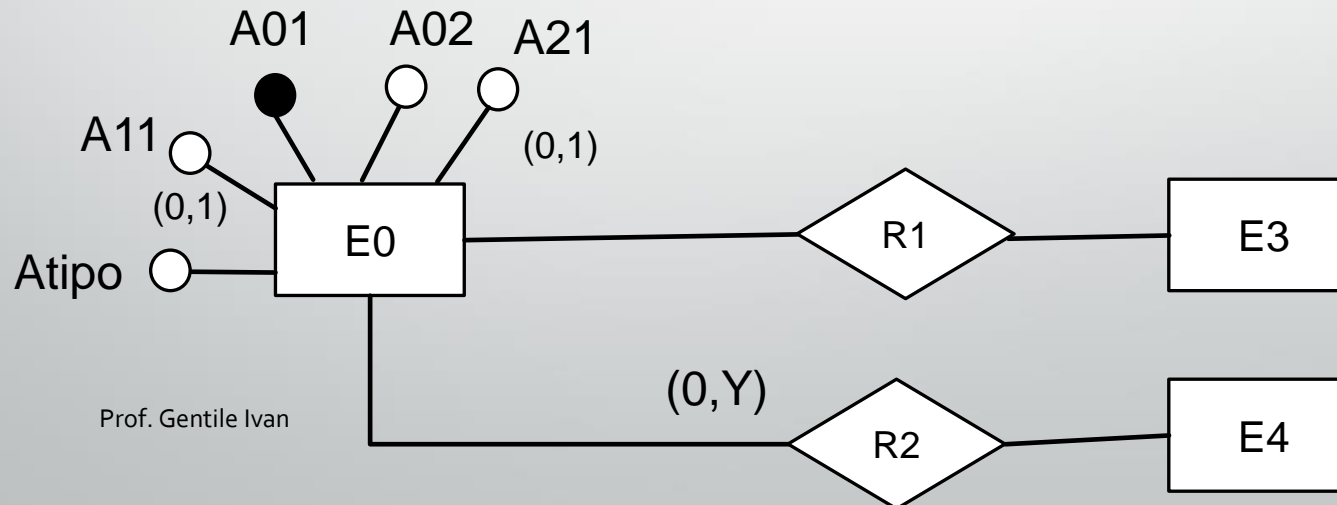 A01 A02 A21
A11 (0,1)
(0,1)
E0 R1 E3
Atipo
(0,Y)
Prof. Gentile Ivan
R2 E4